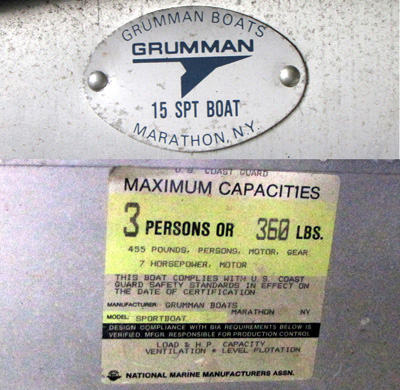 GRUMMAN BOATS
GRUMMAN
15 SPT BOAT
MARATHON, N.Y.
U.S. COAST GUARD
MAXIMUM CAPACITIES
3 PERSONS OR 360 LBS.
455 POUNDS, PERSONS, MOTOR, GEAR
7 HORSEPOWER, MOTOR
THIS BOAT COMPLIES WITH U.S. COAST
GUARD SAFETY STANDARDS IN EFFECT ON
THE DATE OF CERTIFICATION
MANUFACTURER: GRUMMAN BOATS
MARATHON, NY
MODEL: SPORTBOAT
DESIGN COMPLIANCE WITH BIA REQUIREMENTS BELOW IS
VERIFIED. MFGR. RESPONSIBLE FOR PRODUCTION CONTROL
LOAD & H.P. CAPACITY
VENTILATION * LEVEL FLOTATION
NATIONAL MARINE MANUFACTURERS ASSN.